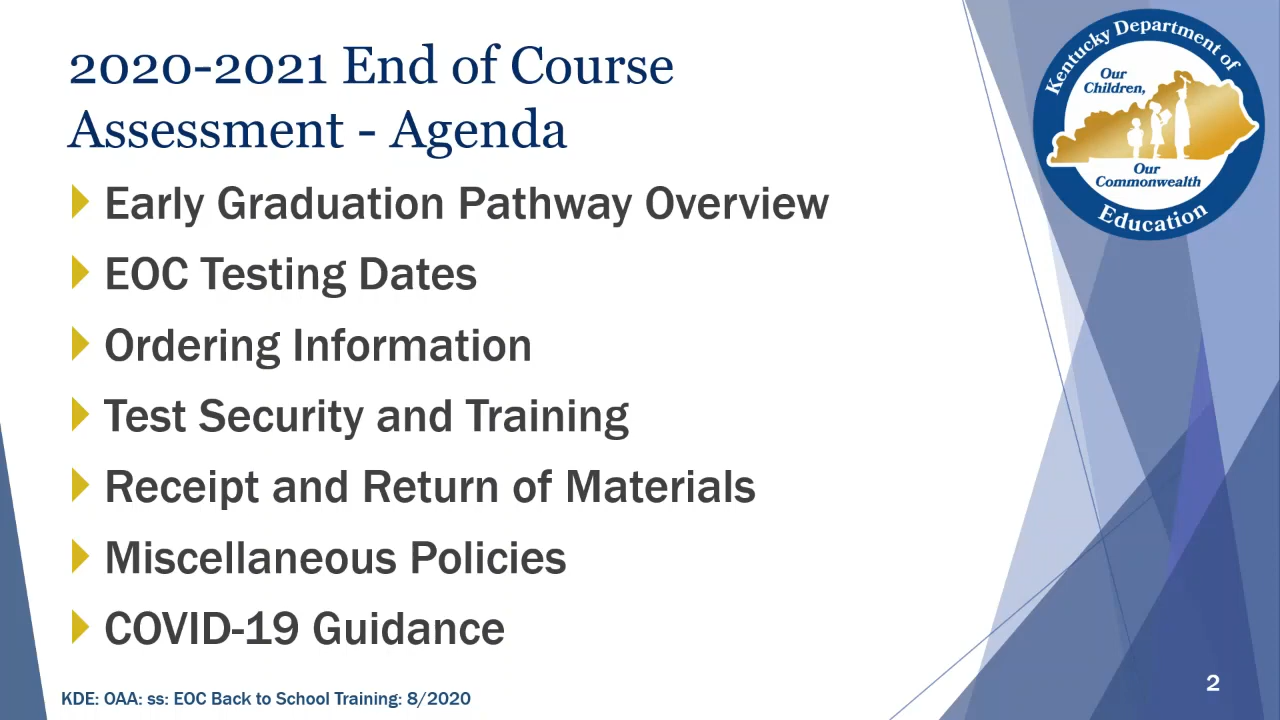 2020-2021 End of Course
Assessment - Agenda
Early Graduation Pathway Overview
EOC Testing Dates
Ordering Information
Test Security and Training
Receipt and Return of Materials
Miscellaneous Policies
COVID-19 Guidance
KDE: OAA: ss: EOC Back to School Training: 8/2020
2
Kentucky Department of
Our
Children,
Our
Commonwealth
Education